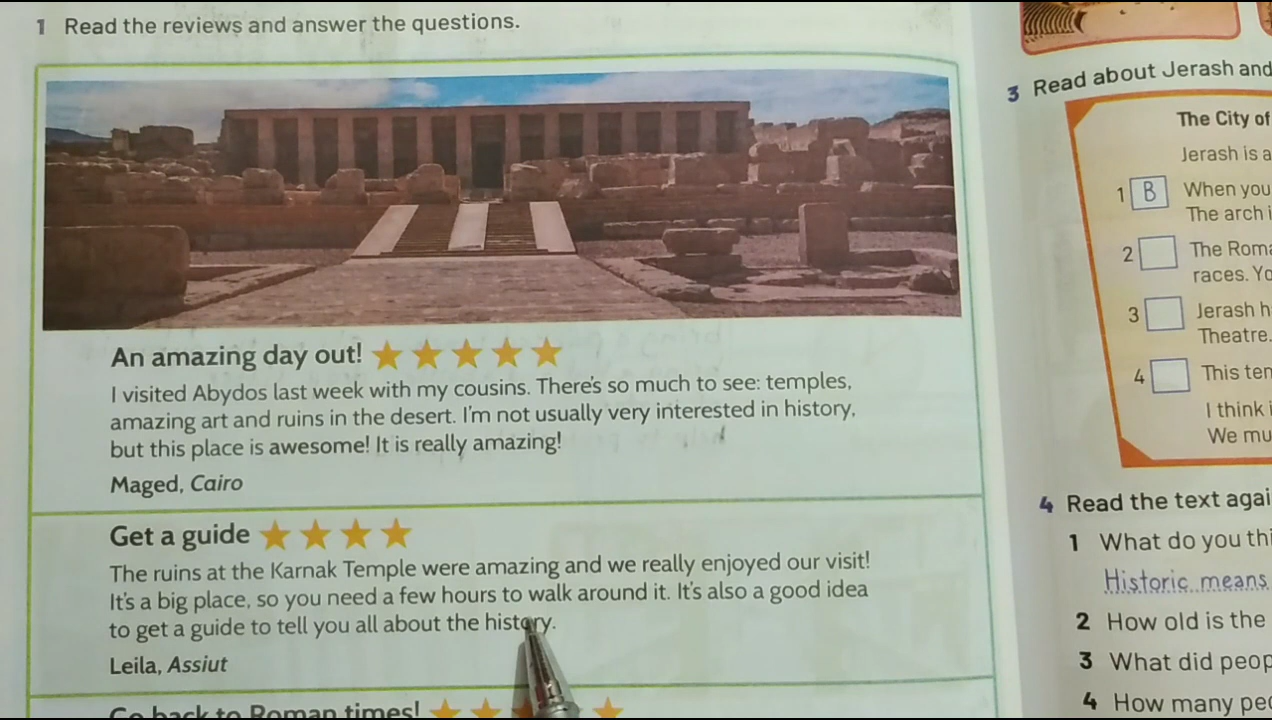 1 Read the reviews and answer the questions.
An amazing day out!
I visited Abydos last week with my cousins. There's so much to see: temples,
amazing art and ruins in the desert. I'm not usually very interested in history,
but this place is awesome! It is really amazing!
Maged, Cairo
Get a guide
The ruins at the Karnak Temple were amazing and we really enjoyed our visit!
It's a big place, so you need a few hours to walk around it. It's also a good idea
to get a guide to tell you all about the history.
Leila, Assiut
Go back to Roman times!
3 Read about Jerash and
The City of
Jerash is a
1 B When you
The arch i
2 The Roma
races. Yo
3 Jerash h
Theatre.
4 This tem
I think i
We mu
4 Read the text agai
1 What do you thi
Historic means
2 How old is the
3 What did peop
4 How many peo